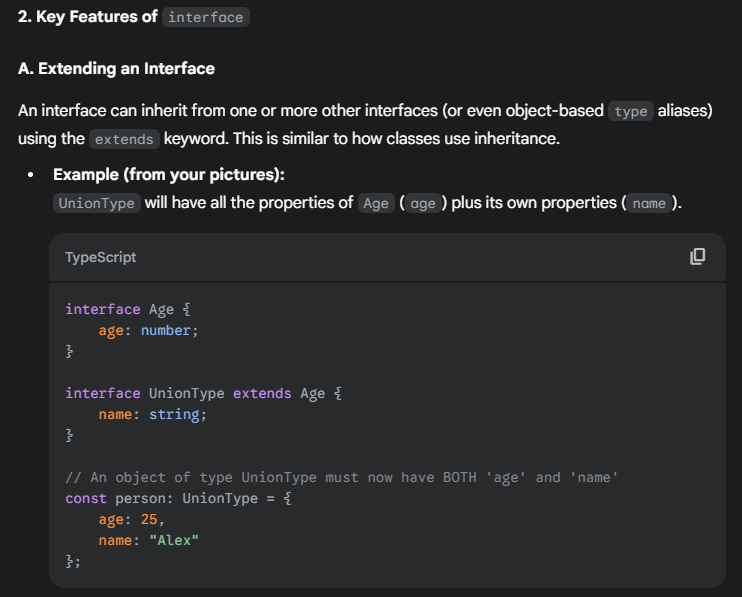 2. Key Features of interface
A. Extending an Interface
An interface can inherit from one or more other interfaces (or even object-based type aliases)
using the extends keyword. This is similar to how classes use inheritance.
• Example (from your pictures):
UnionType will have all the properties of Age ( age ) plus its own properties ( name ).
TypeScript
interface Age {
    age: number;
}
interface UnionType extends Age {
    name: string;
}
// An object of type UnionType must now have BOTH 'age' and 'name'
const person: UnionType = {
    age: 25,
    name: "Alex"
};